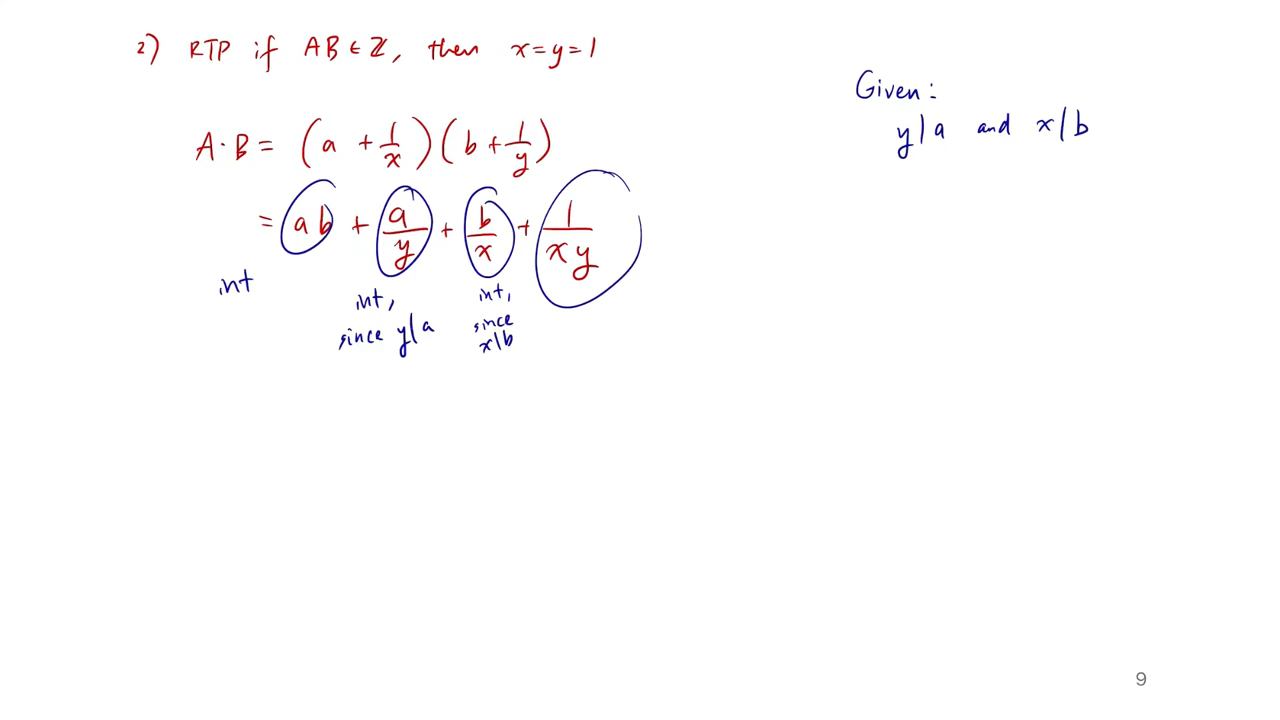 2) RTP if AB ∈ ℤ, then x=y=1
Given:
y|a and x|b
A·B = (a + 1/x)(b + 1/y)
= ab + a/y + b/x + 1/xy
int
int,
since y|a
int,
since
x|b
9